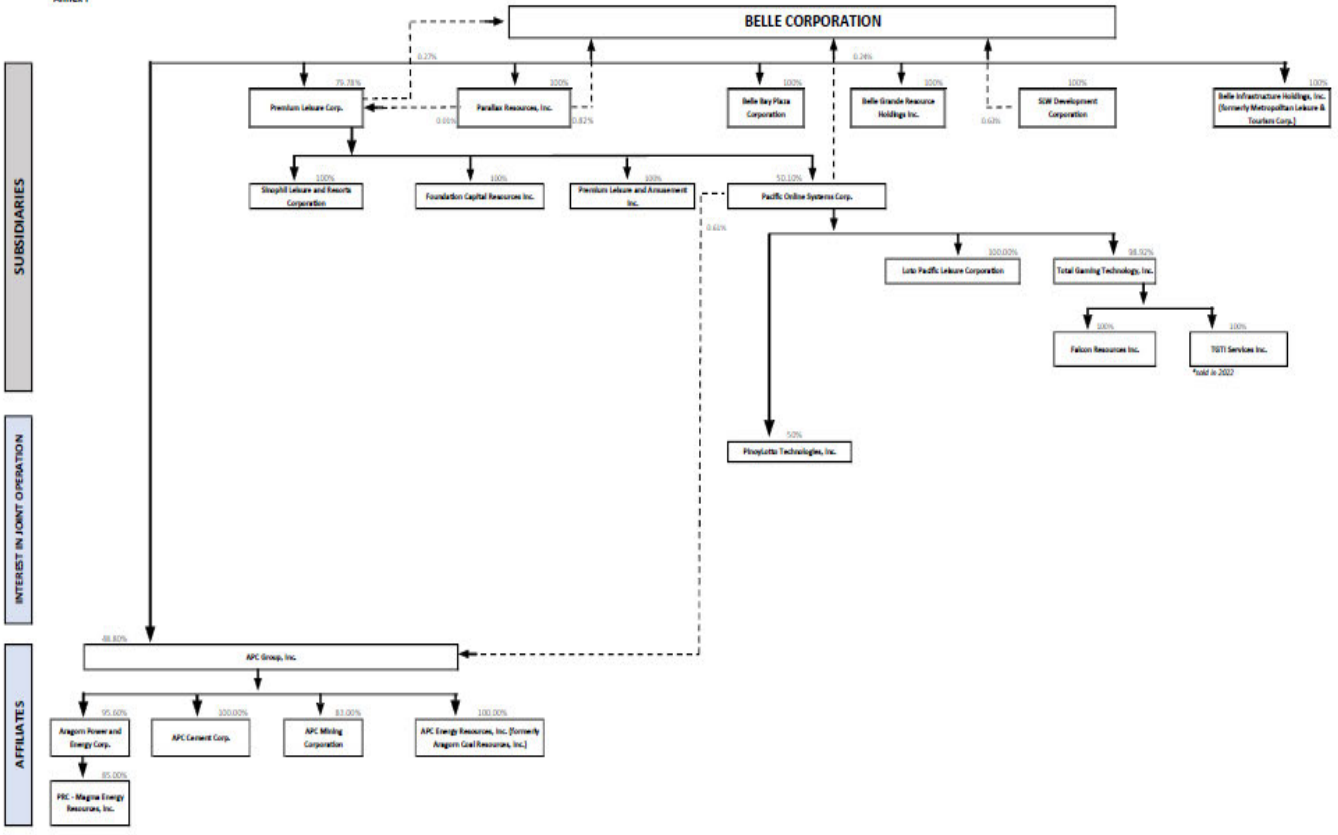 BELLE CORPORATION
0.27%
0.24%
79.78%
100%
100%
100%
100%
100%
Premium Leisure Corp.
Parallax Resources, Inc.
Belle Bay Plaza
Corporation
Belle Grande Resource
Holdings Inc.
SLW Development
Corporation
Belle Infrastructure Holdings, Inc.
(formerly Metropolitan Leisure &
Tourism Corp.)
0.82%
0.63%
SUBSIDIARIES
100%
100%
100%
50.10%
Sinophil Leisure and Resorts
Corporation
Foundation Capital Resources Inc.
Premium Leisure and Amusement
Inc.
Pacific Online Systems Corp.
0.61%
100.00%
98.92%
Loto Pacific Leisure Corporation
Total Gaming Technology, Inc.
100%
100%
Falcon Resources Inc.
TGTI Services Inc.
*sold in 2022
INTEREST IN JOINT OPERATION
50%
PinoyLotto Technologies, Inc.
AFFILIATES
48.80%
APC Group, Inc.
95.60%
100.00%
83.00%
100.00%
Aragorn Power and
Energy Corp.
APC Cement Corp.
APC Mining
Corporation
APC Energy Resources, Inc. (formerly
Aragorn Coal Resources, Inc.)
85.00%
PRC - Magma Energy
Resources, Inc.